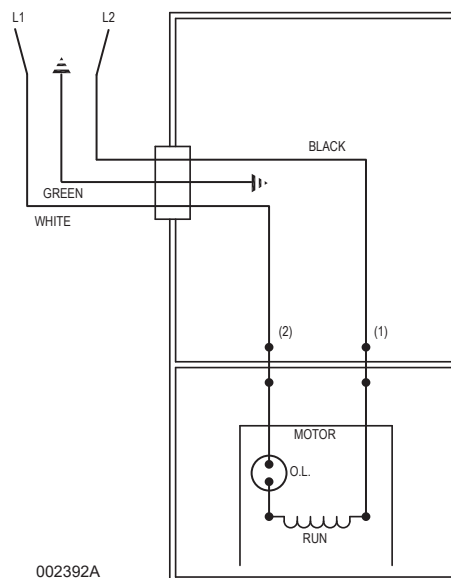 L1
L2
BLACK
GREEN
WHITE
(2)
(1)
MOTOR
O.L.
RUN
002392A